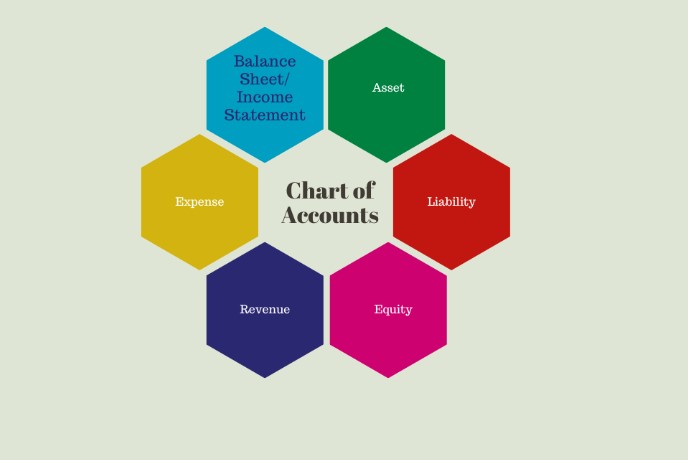 Balance
Sheet/
Income
Statement
Asset
Expense
Chart of
Accounts
Liability
Revenue
Equity